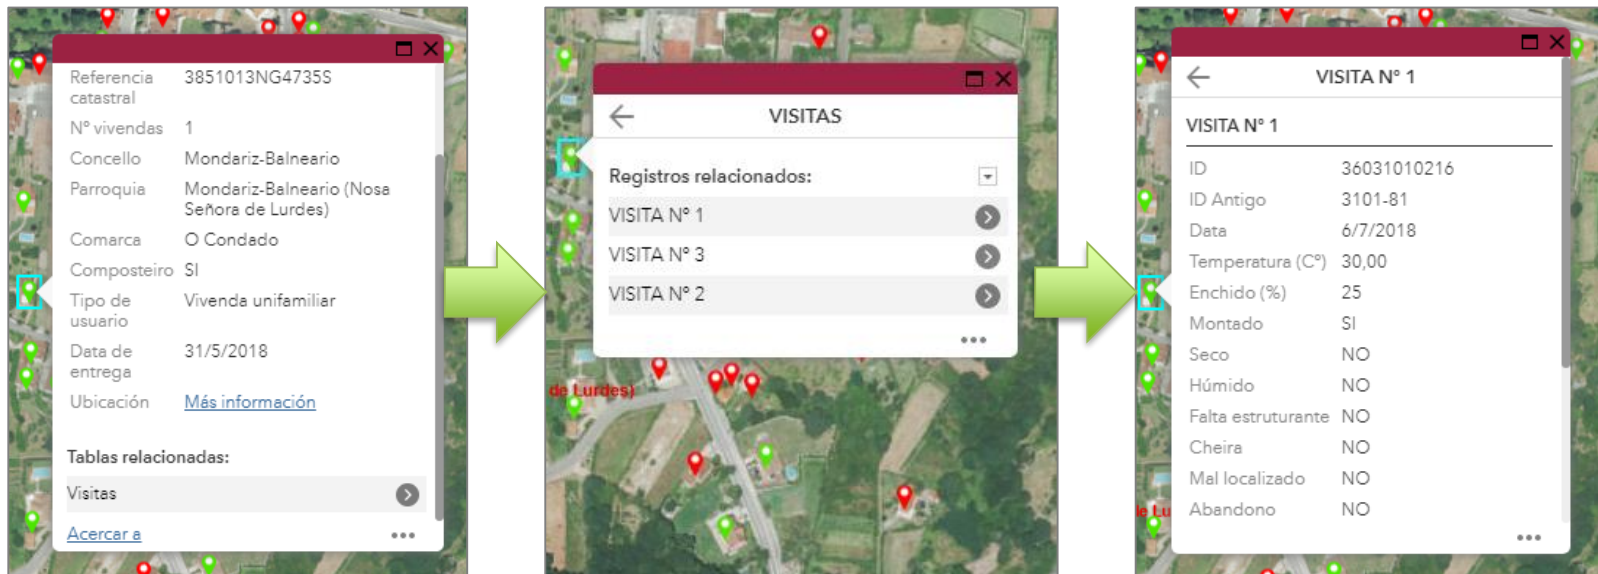 Referencia 3851013NG4735S
catastral
Nº vivendas 1
Concello Mondariz-Balneario
Parroquia Mondariz-Balneario (Nosa
Señora de Lurdes)
Comarca O Condado
Composteiro SI
Tipo de Vivenda unifamiliar
usuario
Data de 31/5/2018
entrega
Ubicación Más información
Tablas relacionadas:
Visitas
Acercar a
VISITAS
Registros relacionados:
VISITA Nº 1
VISITA Nº 3
VISITA Nº 2
de Lurdes)
VISITA Nº 1
VISITA Nº 1
ID 36031010216
ID Antigo 3101-81
Data 6/7/2018
Temperatura (Cº) 30,00
Enchido (%) 25
Montado SI
Seco NO
Húmido NO
Falta estruturante NO
Cheira NO
Mal localizado NO
Abandono NO
de Lu